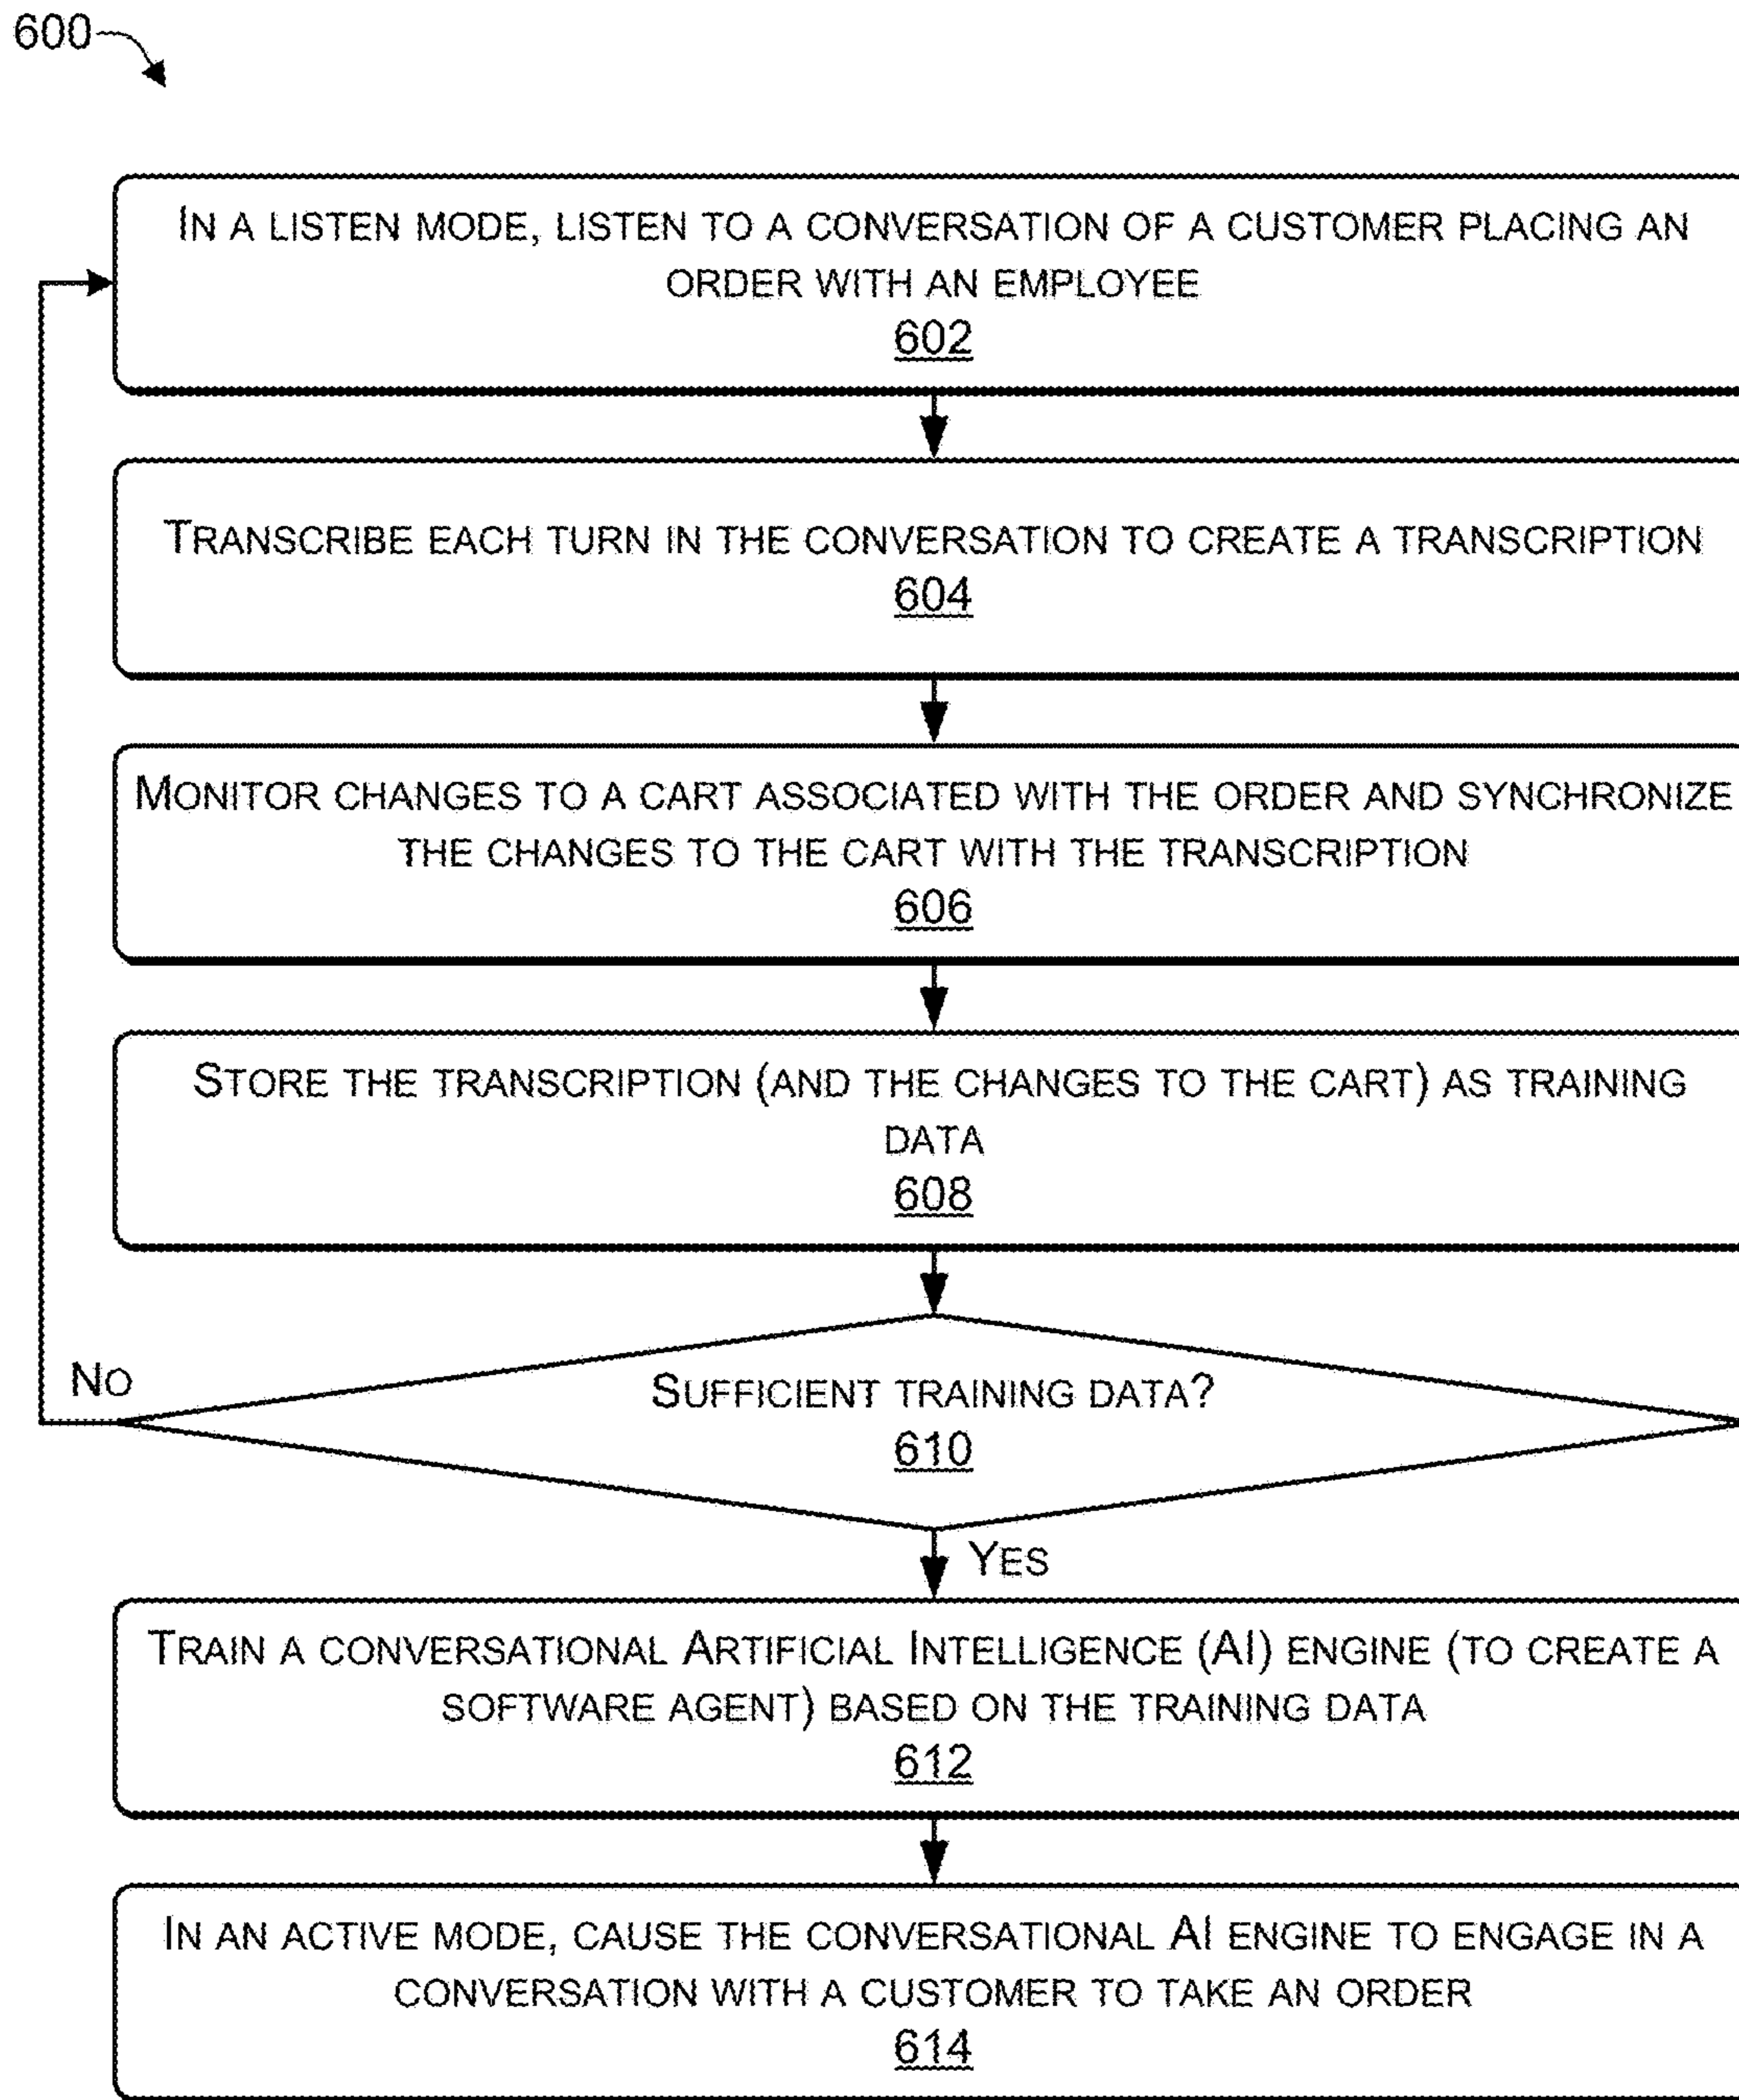 600
IN A LISTEN MODE, LISTEN TO A CONVERSATION OF A CUSTOMER PLACING AN
ORDER WITH AN EMPLOYEE
602
TRANSCRIBE EACH TURN IN THE CONVERSATION TO CREATE A TRANSCRIPTION
604
MONITOR CHANGES TO A CART ASSOCIATED WITH THE ORDER AND SYNCHRONIZE
THE CHANGES TO THE CART WITH THE TRANSCRIPTION
606
STORE THE TRANSCRIPTION (AND THE CHANGES TO THE CART) AS TRAINING
DATA
608
NO
SUFFICIENT TRAINING DATA?
610
YES
TRAIN A CONVERSATIONAL ARTIFICIAL INTELLIGENCE (AI) ENGINE (TO CREATE A
SOFTWARE AGENT) BASED ON THE TRAINING DATA
612
IN AN ACTIVE MODE, CAUSE THE CONVERSATIONAL AI ENGINE TO ENGAGE IN A
CONVERSATION WITH A CUSTOMER TO TAKE AN ORDER
614